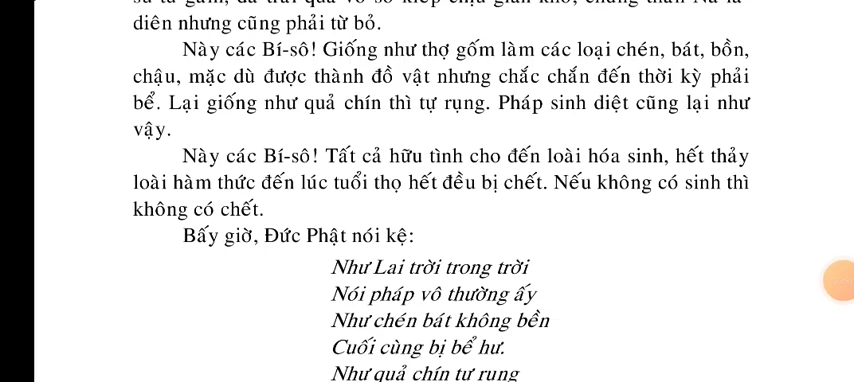 diên nhưng cũng phải từ bỏ.
Này các Bí-sô! Giống như thợ gốm làm các loại chén, bát, bồn,
chậu, mặc dù được thành đồ vật nhưng chắc chắn đến thời kỳ phải
bể. Lại giống như quả chín thì tự rụng. Pháp sinh diệt cũng lại như
vậy.
Này các Bí-sô! Tất cả hữu tình cho đến loài hóa sinh, hết thảy
loài hàm thức đến lúc tuổi thọ hết đều bị chết. Nếu không có sinh thì
không có chết.
Bấy giờ, Đức Phật nói kệ:
Như Lai trời trong trời
Nói pháp vô thường ấy
Như chén bát không bền
Cuối cùng bị bể hư.
Như quả chín tự rụng